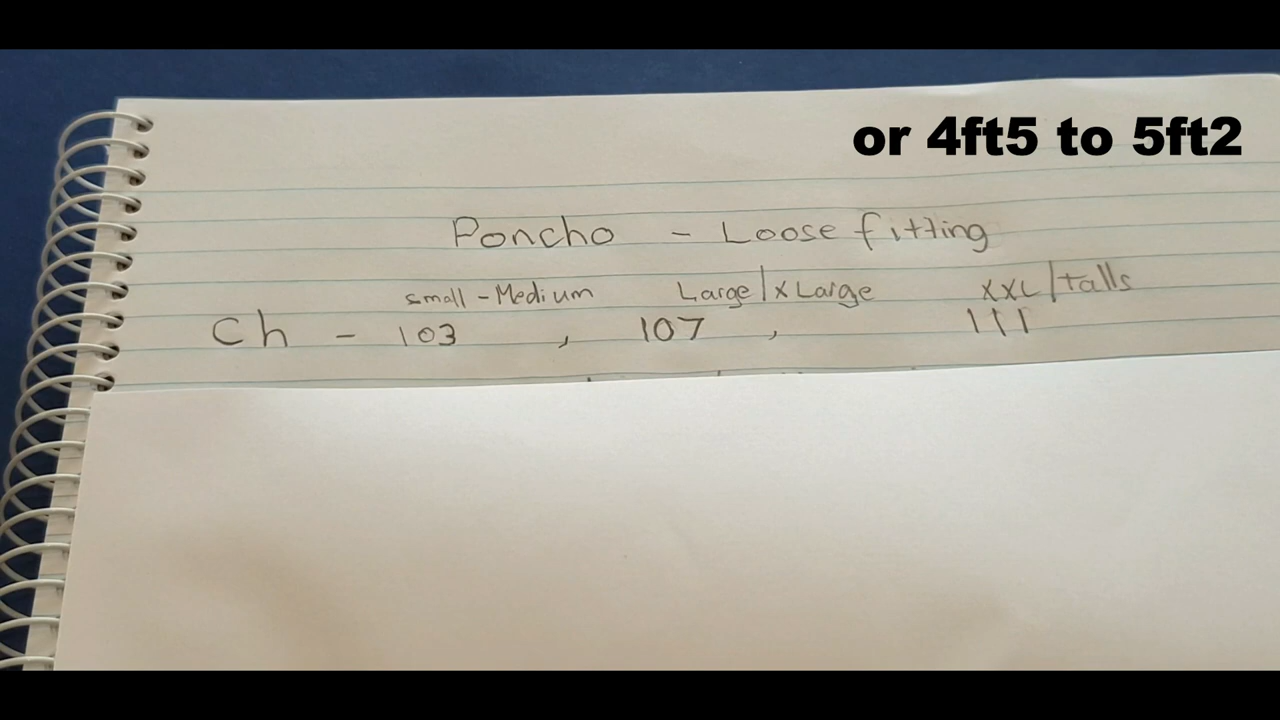 or 4ft5 to 5ft2
Poncho - Loose fitting
small - Medium Large/x Large XXL/talls
Ch - 103 , 107 , 111